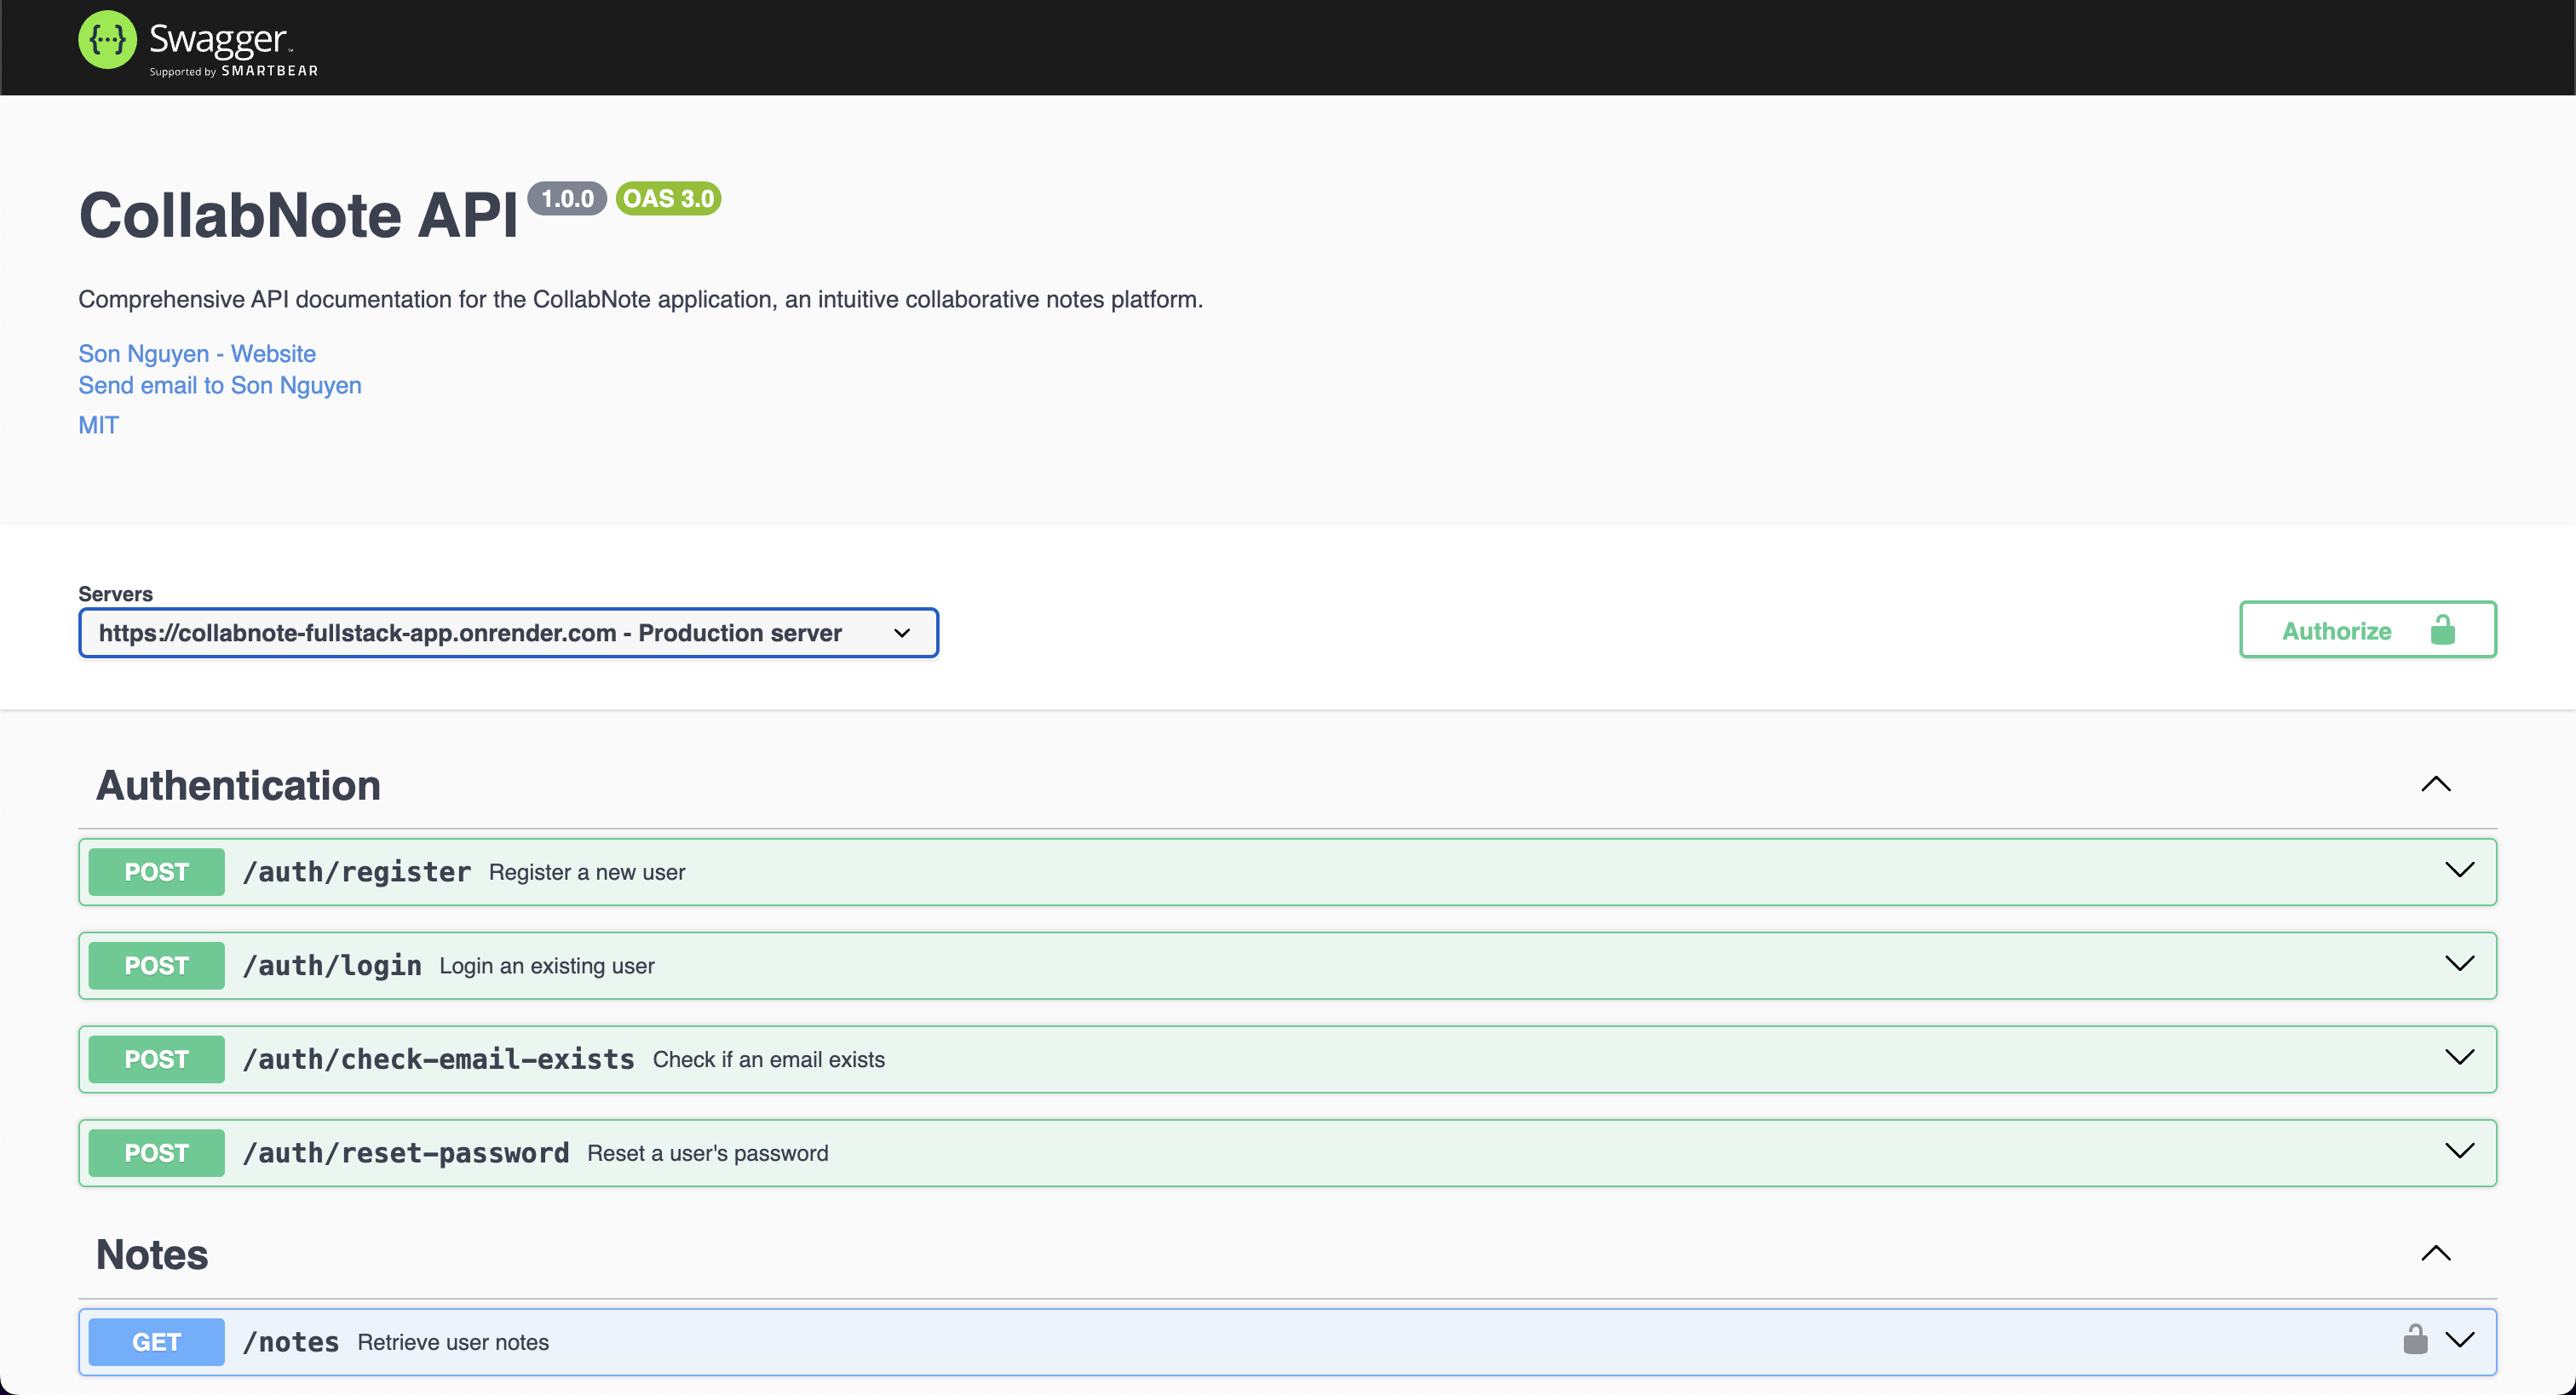 {···} Swagger
Supported by SMARTBEAR
CollabNote API 1.0.0 OAS 3.0
Comprehensive API documentation for the CollabNote application, an intuitive collaborative notes platform.
Son Nguyen - Website
Send email to Son Nguyen
MIT
Servers
https://collabnote-fullstack-app.onrender.com - Production server
Authorize
Authentication
POST /auth/register Register a new user
POST /auth/login Login an existing user
POST /auth/check-email-exists Check if an email exists
POST /auth/reset-password Reset a user's password
Notes
GET /notes Retrieve user notes